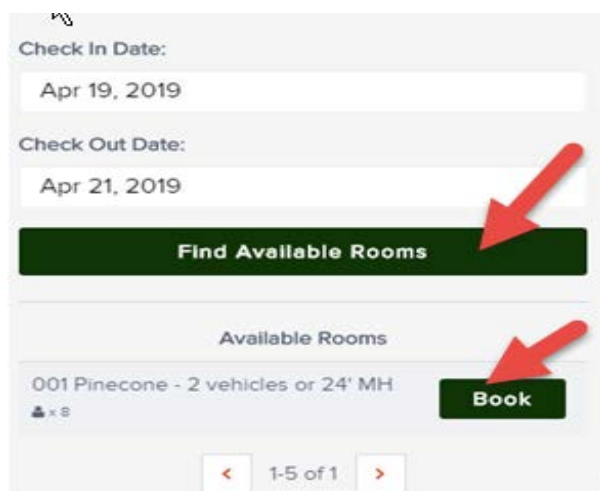 Check In Date:
Apr 19, 2019
Check Out Date:
Apr 21, 2019
Find Available Rooms
Available Rooms
001 Pinecone - 2 vehicles or 24' MH
Book
x 8
< 1-5 of 1 >